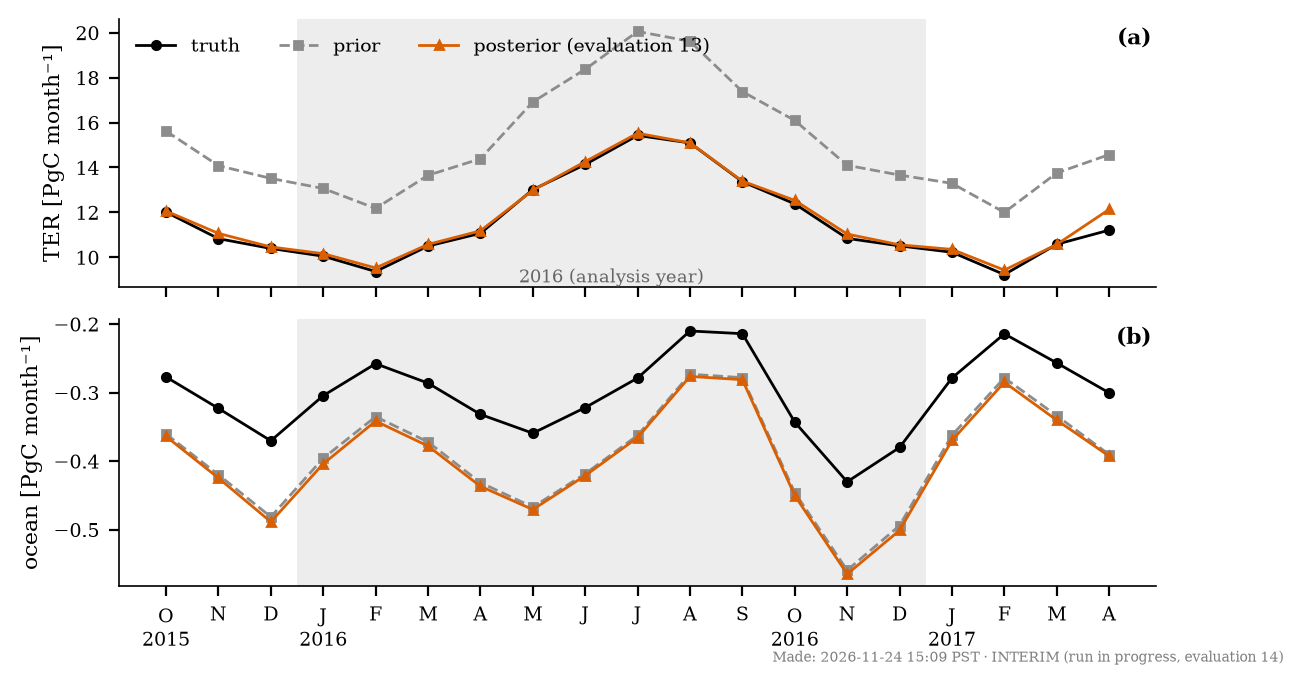 truth prior posterior (evaluation 13)
(a)
TER [PgC month⁻¹]
20
18
16
14
12
10
2016 (analysis year)
(b)
ocean [PgC month⁻¹]
−0.2
−0.3
−0.4
−0.5
O N D J F M A M J J A S O N D J F M A
2015 2016 2016 2017
Made: 2026-11-24 15:09 PST · INTERIM (run in progress, evaluation 14)